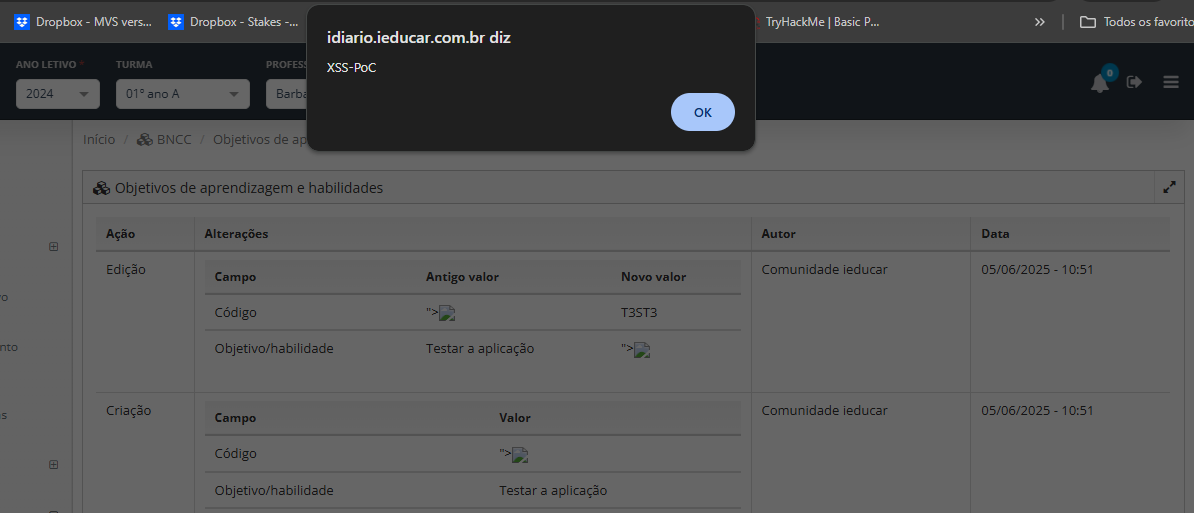 Dropbox - MVS vers...
Dropbox - Stakes -...
TryHackMe | Basic P...
»
Todos os favorito
idiario.ieducar.com.br diz
XSS-PoC
OK
ANO LETIVO *
TURMA
PROFESS
2024
01º ano A
Barba
0
Início / BNCC / Objetivos de ap
Objetivos de aprendizagem e habilidades
Ação
Alterações
Autor
Data
Edição
Campo
Antigo valor
Novo valor
Comunidade ieducar
05/06/2025 - 10:51
Código
">
T3ST3
Objetivo/habilidade
Testar a aplicação
">
Criação
Campo
Valor
Comunidade ieducar
05/06/2025 - 10:51
Código
">
Objetivo/habilidade
Testar a aplicação
vo
nto
s